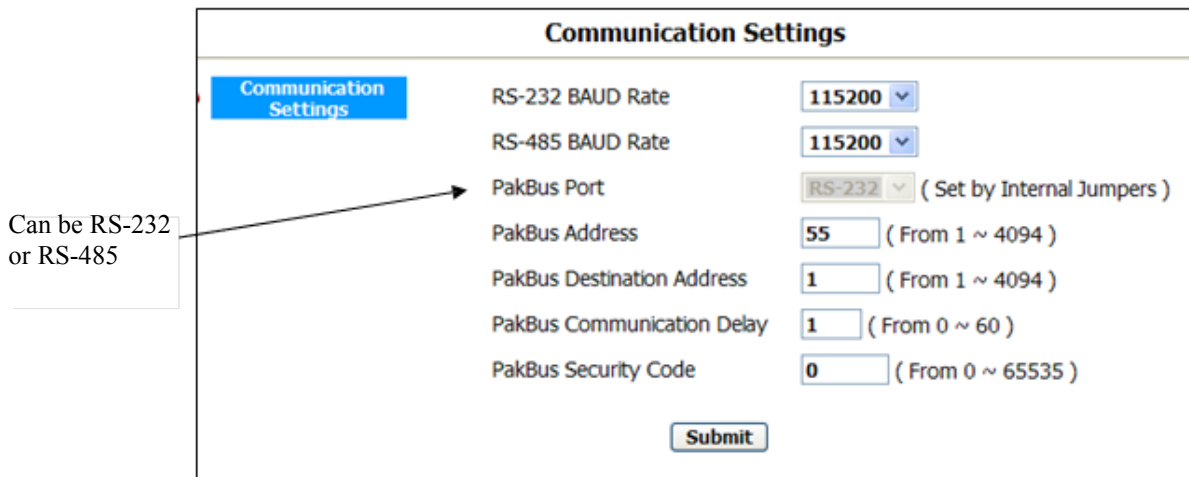 Communication Settings
Communication
Settings
RS-232 BAUD Rate 115200
RS-485 BAUD Rate 115200
PakBus Port RS-232 ( Set by Internal Jumpers )
Can be RS-232
or RS-485
PakBus Address 55 ( From 1 ~ 4094 )
PakBus Destination Address 1 ( From 1 ~ 4094 )
PakBus Communication Delay 1 ( From 0 ~ 60 )
PakBus Security Code 0 ( From 0 ~ 65535 )
Submit